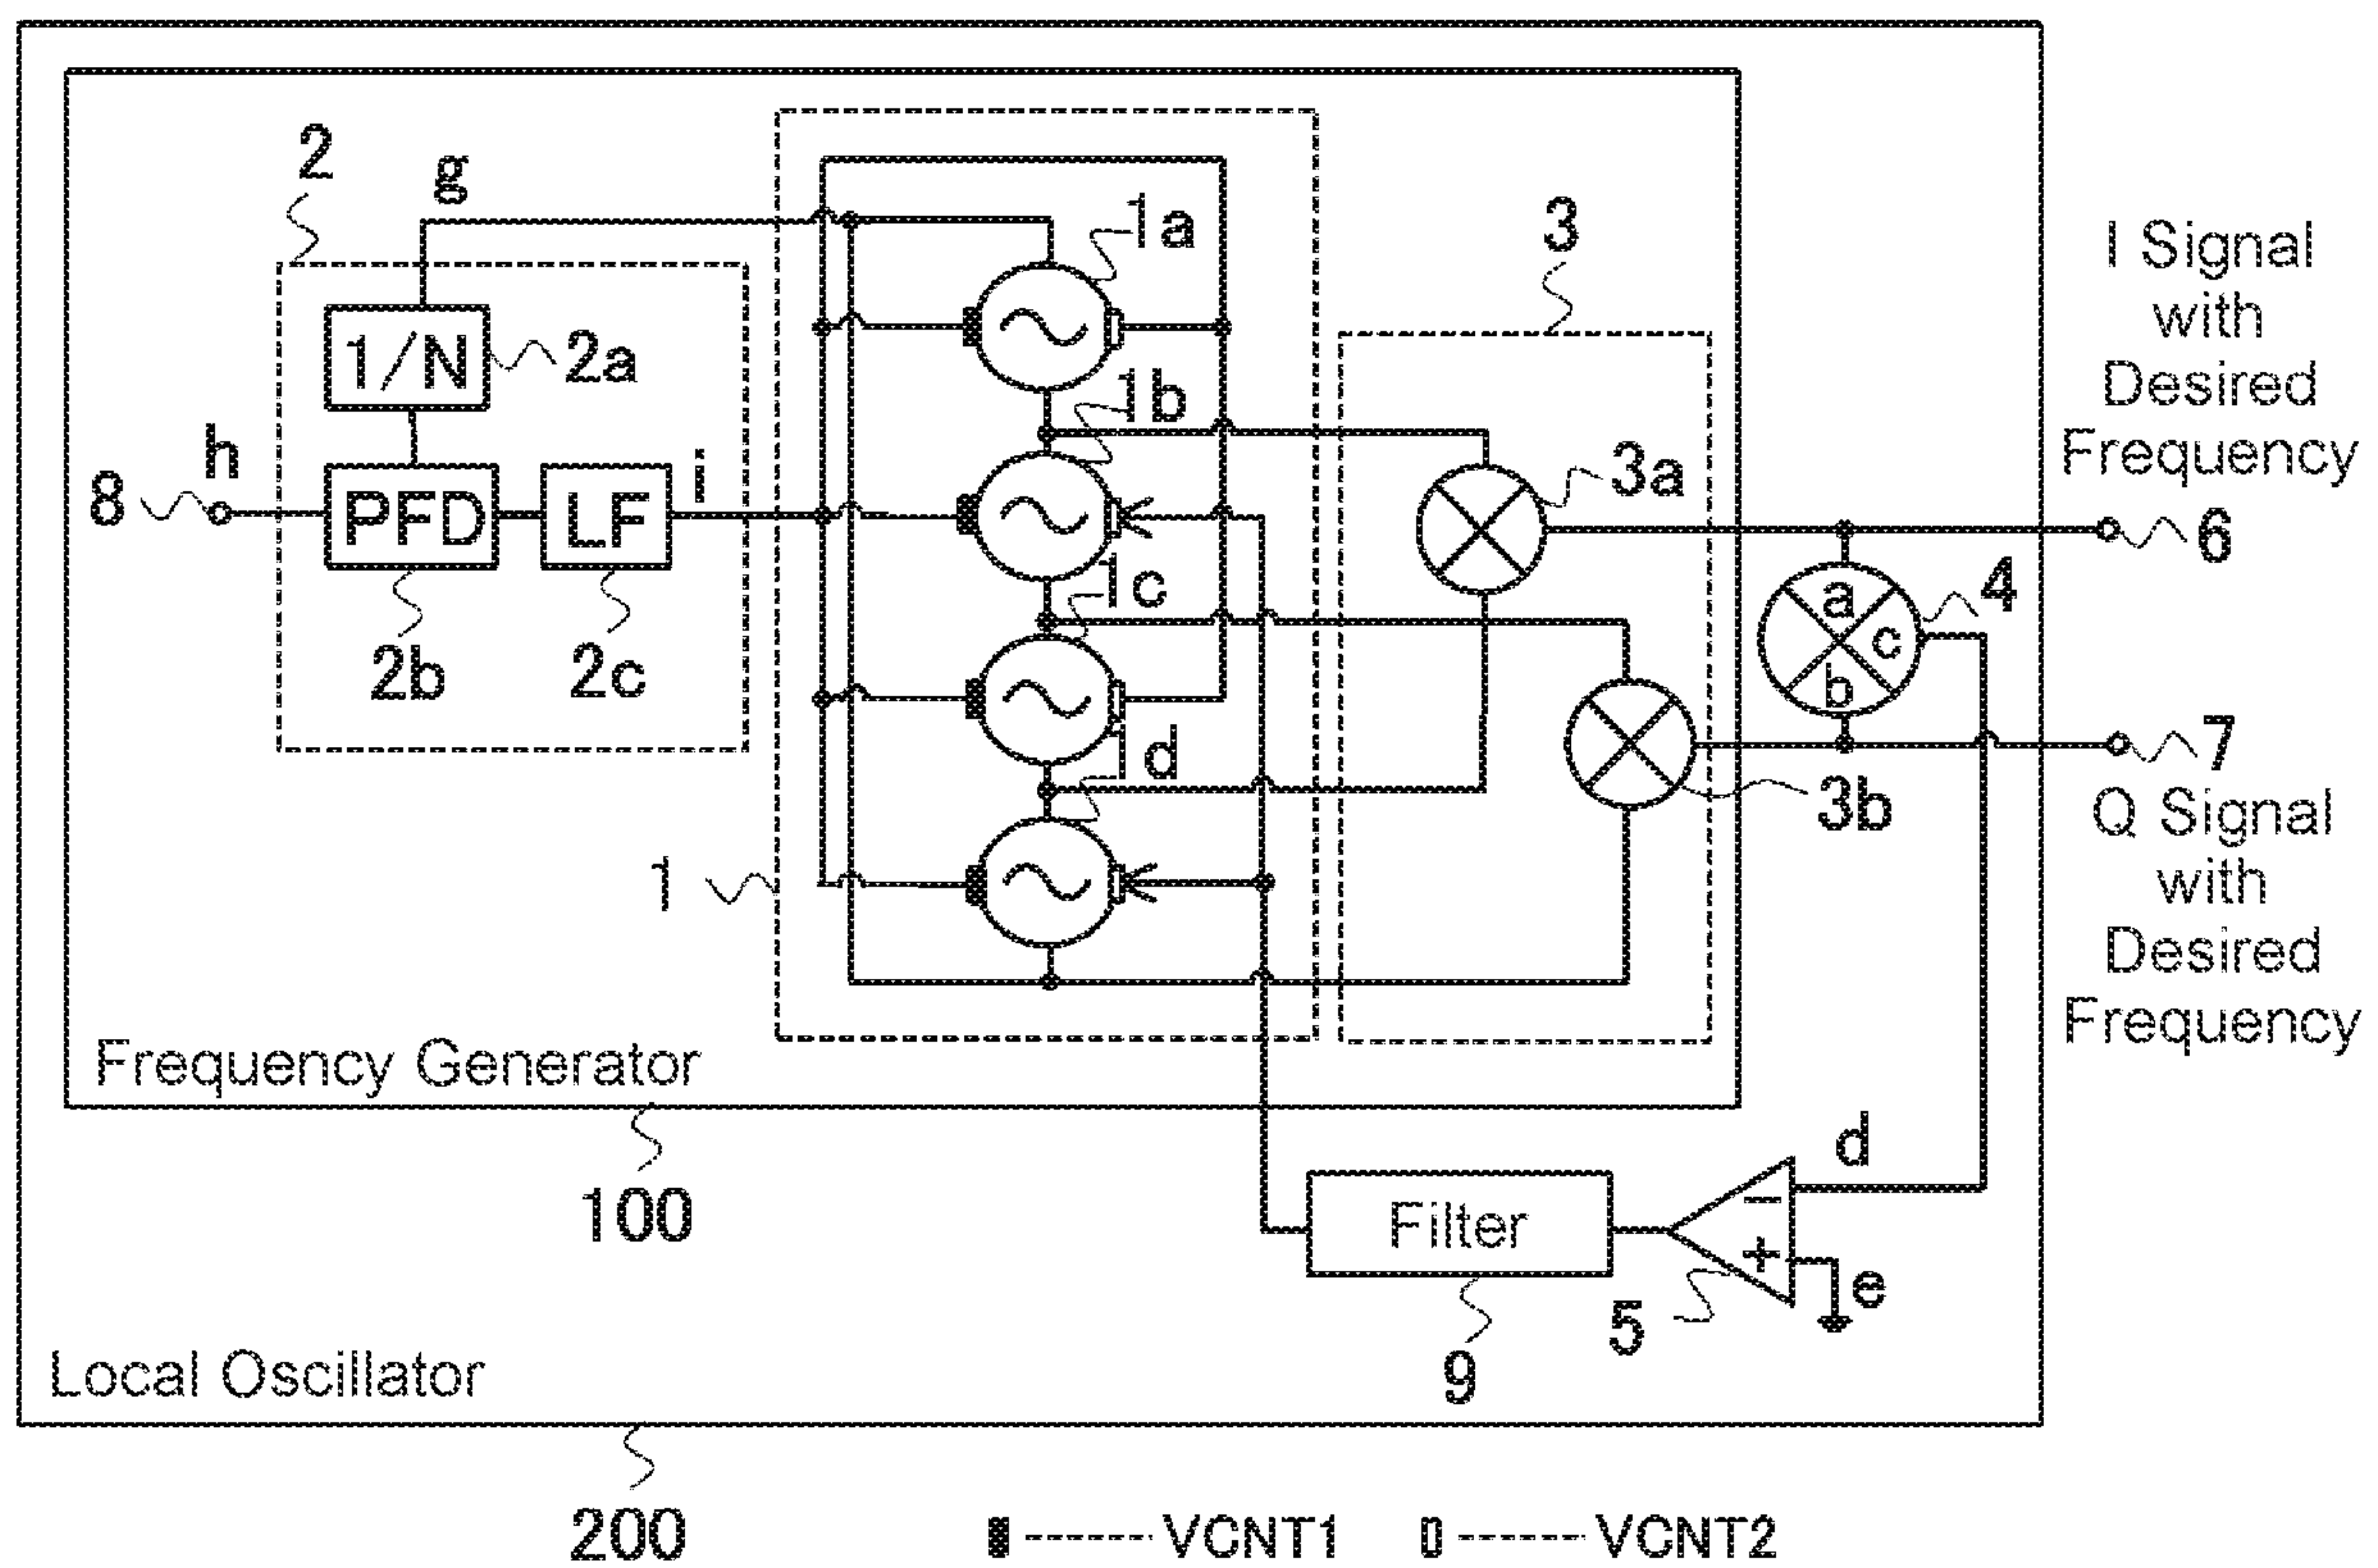 2
g
1a
3
I Signal
with
Desired
Frequency
1/N
2a
1b
h
i
8
PFD
LF
3a
6
1c
a
c
b
4
2b
2c
1d
7
3b
Q Signal
with
Desired
Frequency
1
Frequency Generator
100
d
Filter
−
+
e
5
9
Local Oscillator
200
VCNT1
VCNT2